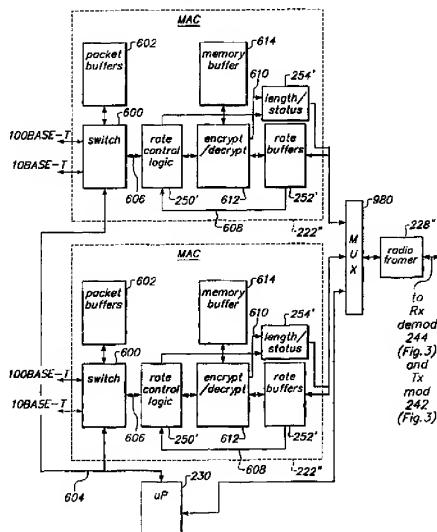 MAC
602
614
packet
buffers
memory
buffer
610
254'
600
length/
status
100BASE-T
10BASE-T
switch
rate
control
logic
encrypt
/decrypt
rate
buffers
606
250'
612
252'
608
222"
980
MUX
228"
radio
framer
to
Rx
demod
244
(Fig.3)
and
Tx
mod
242
(Fig.3)
MAC
602
614
packet
buffers
memory
buffer
610
254'
600
length/
status
100BASE-T
10BASE-T
switch
rate
control
logic
encrypt
/decrypt
rate
buffers
606
250'
612
252'
608
222"
604
230
uP